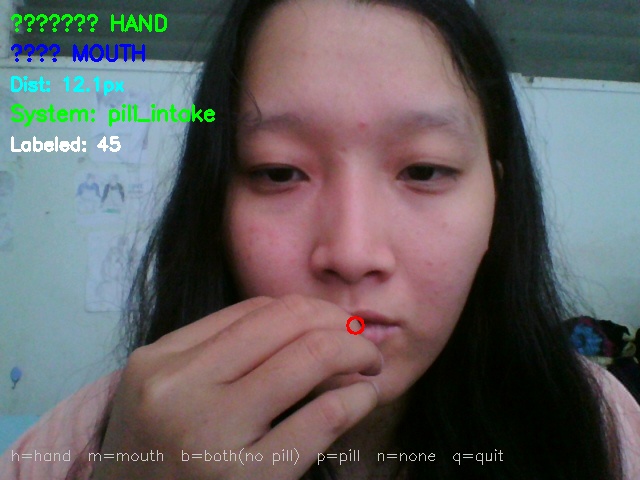 ??????? HAND
???? MOUTH
Dist: 12.1px
System: pill_intake
Labeled: 45
h=hand m=mouth b=both(no pill) p=pill n=none q=quit